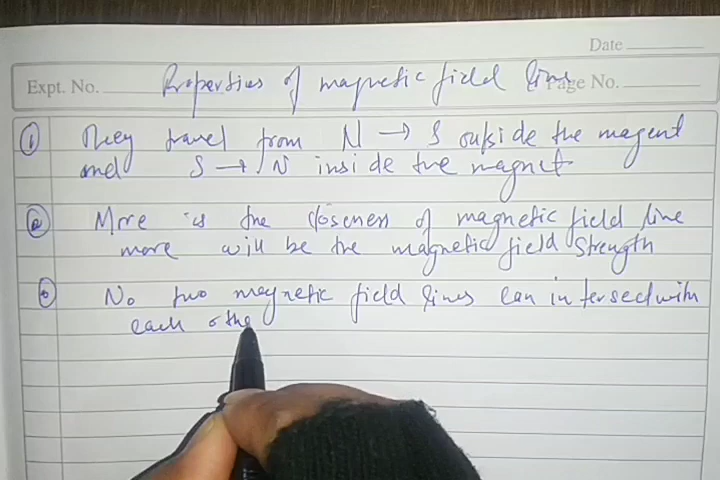 Date
Expt. No. Properties of magnetic field line Page No.
① They travel from N → S outside the magent
and S → N inside the magnet
② More is the closeness of magnetic field line
more will be the magnetic field strength
③ No two magnetic field lines can intersect with
each othe